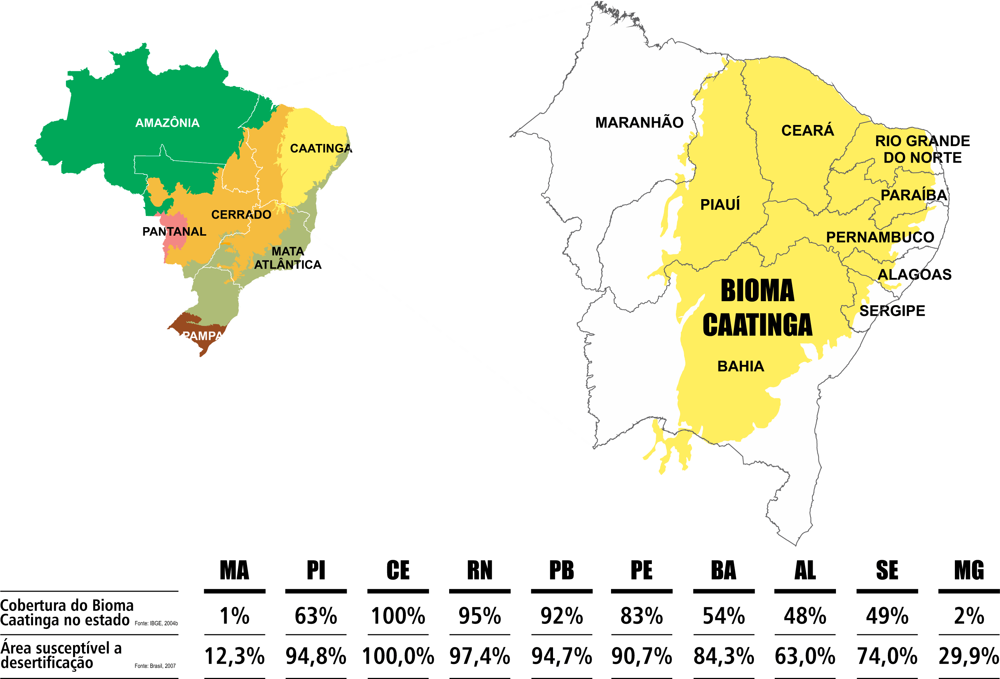 AMAZÔNIA
CAATINGA
CERRADO
PANTANAL
MATA
ATLÂNTICA
PAMPA
MARANHÃO
CEARÁ
RIO GRANDE
DO NORTE
PARAÍBA
PIAUÍ
PERNAMBUCO
ALAGOAS
BIOMA
CAATINGA
SERGIPE
BAHIA
MA PI CE RN PB PE BA AL SE MG
Cobertura do Bioma
Caatinga no estado Fonte: IBGE, 2004b 1% 63% 100% 95% 92% 83% 54% 48% 49% 2%
Área susceptível a
desertificação Fonte: Brasil, 2007 12,3% 94,8% 100,0% 97,4% 94,7% 90,7% 84,3% 63,0% 74,0% 29,9%